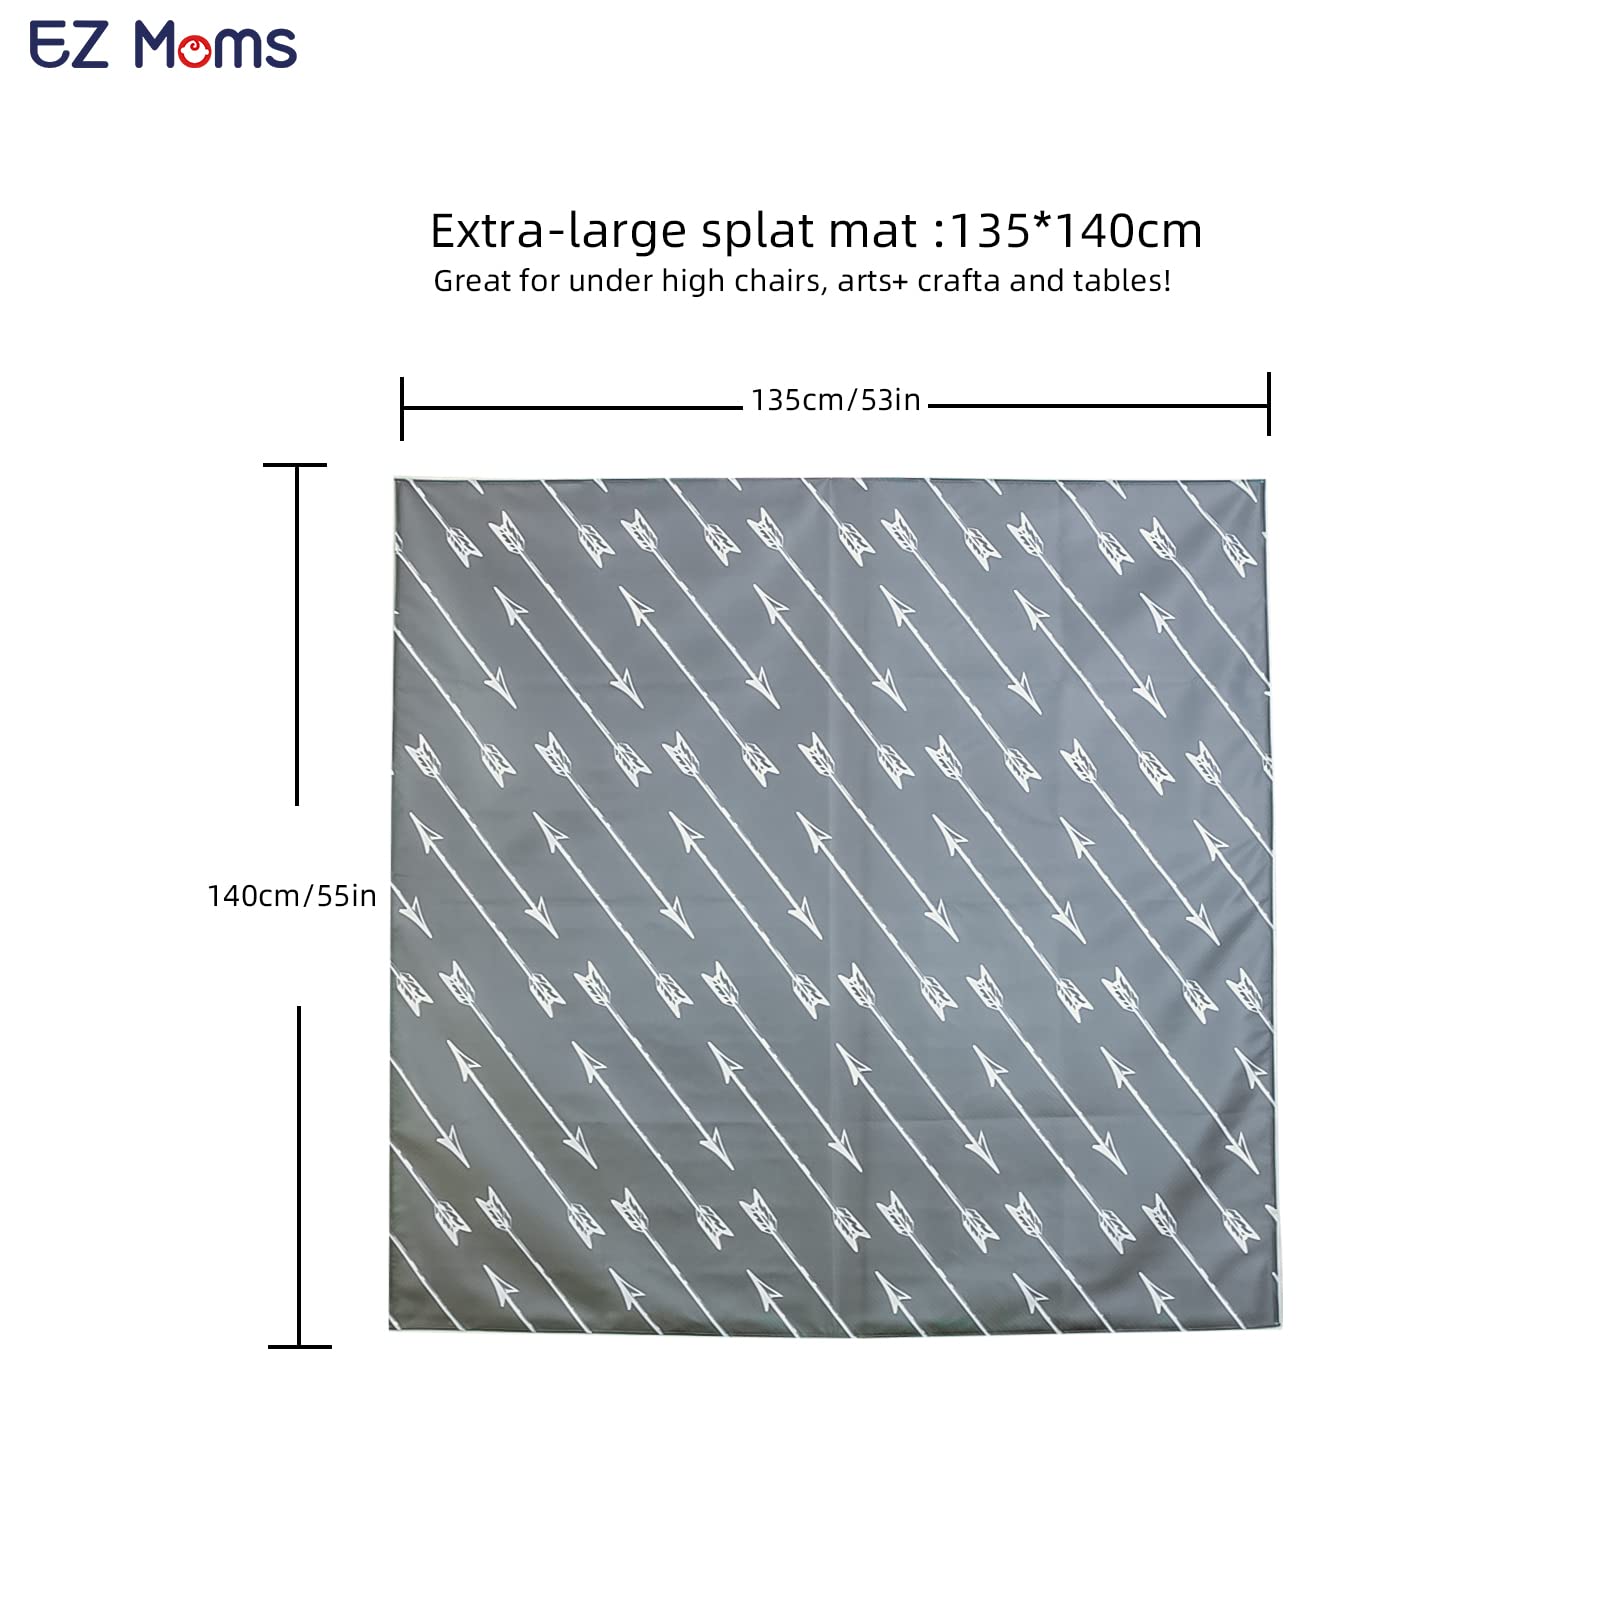 EZ Moms
Extra-large splat mat :135*140cm
Great for under high chairs, arts+ crafta and tables!
135cm/53in
140cm/55in